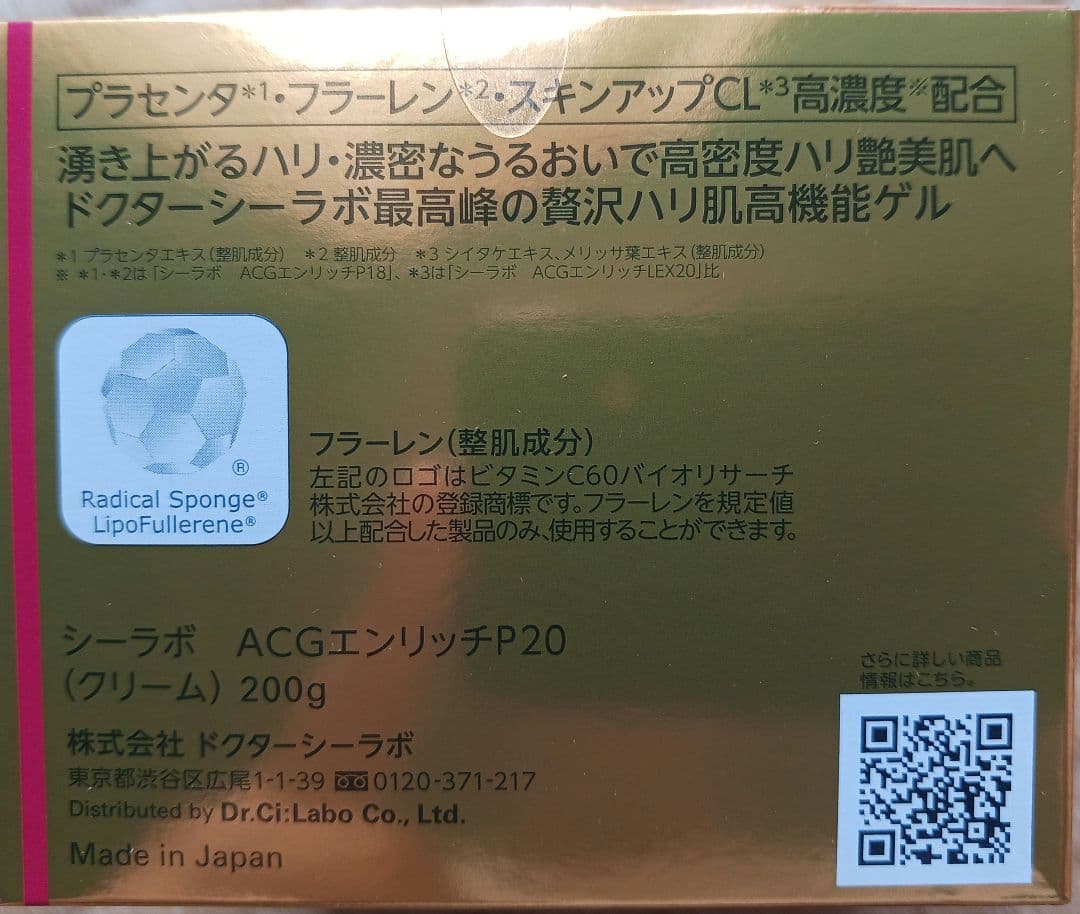 プラセンタ*1・フラーレン*2・スキンアップCL*3高濃度※配合
湧き上がるハリ・濃密なうるおいで高密度ハリ艶美肌へ
ドクターシーラボ最高峰の贅沢ハリ肌高機能ゲル
*1 プラセンタエキス(整肌成分) *2 整肌成分 *3 シイタケエキス、メリッサ葉エキス(整肌成分)
※ *1・*2は「シーラボ ACGエンリッチP18」、*3は「シーラボ ACGエンリッチLEX20」比
®
Radical Sponge®
LipoFullerene®
フラーレン(整肌成分)
左記のロゴはビタミンC60バイオリサーチ
株式会社の登録商標です。フラーレンを規定値
以上配合した製品のみ、使用することができます。
シーラボ ACGエンリッチP20
(クリーム) 200g
株式会社 ドクターシーラボ
東京都渋谷区広尾1-1-39 0120-371-217
Distributed by Dr.Ci:Labo Co., Ltd.
Made in Japan
さらに詳しい商品
情報はこちら。